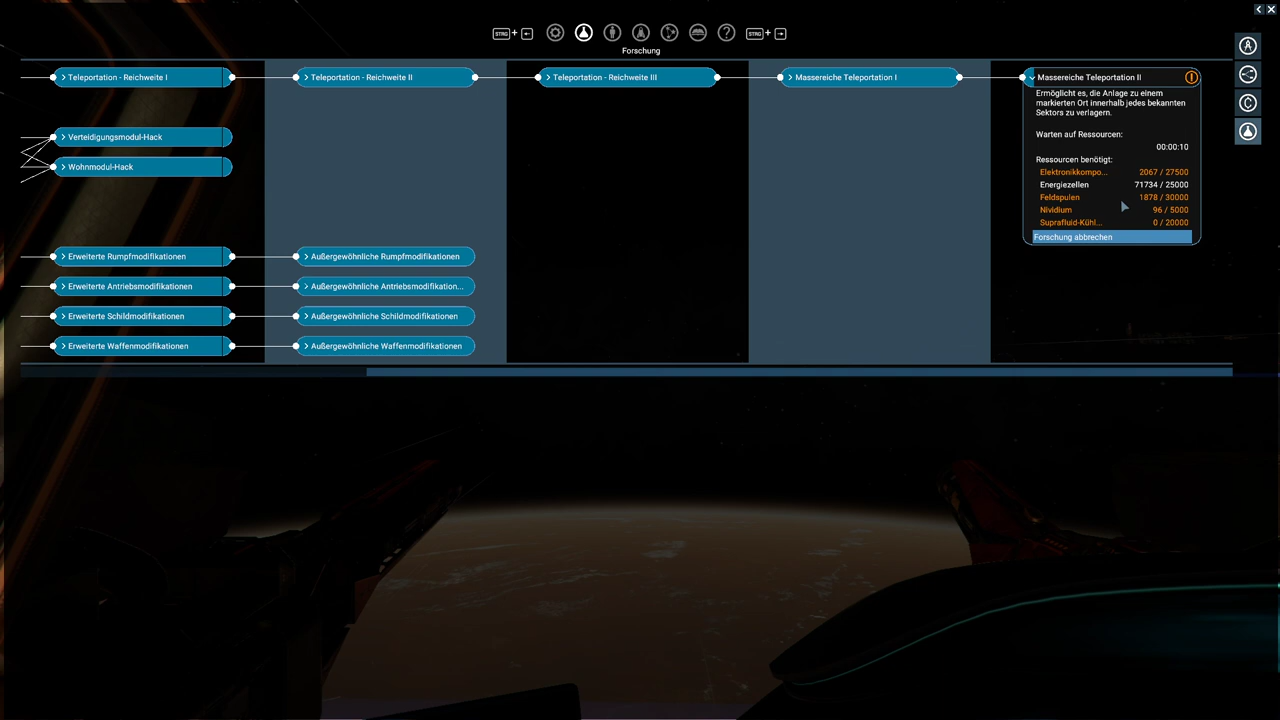 STRG + ←
STRG + →
Forschung
Teleportation - Reichweite I
Teleportation - Reichweite II
Teleportation - Reichweite III
Massereiche Teleportation I
Massereiche Teleportation II
Ermöglicht es, die Anlage zu einem
markierten Ort innerhalb jedes bekannten
Sektors zu verlagern.
Warten auf Ressourcen:
00:00:10
Ressourcen benötigt:
Elektronikkompo... 2067 / 27500
Energiezellen 71734 / 25000
Feldspulen 1878 / 30000
Nividium 96 / 5000
Suprafluid-Kühl... 0 / 20000
Forschung abbrechen
Verteidigungsmodul-Hack
Wohnmodul-Hack
Erweiterte Rumpfmodifikationen
Außergewöhnliche Rumpfmodifikationen
Erweiterte Antriebsmodifikationen
Außergewöhnliche Antriebsmodifikation...
Erweiterte Schildmodifikationen
Außergewöhnliche Schildmodifikationen
Erweiterte Waffenmodifikationen
Außergewöhnliche Waffenmodifikationen